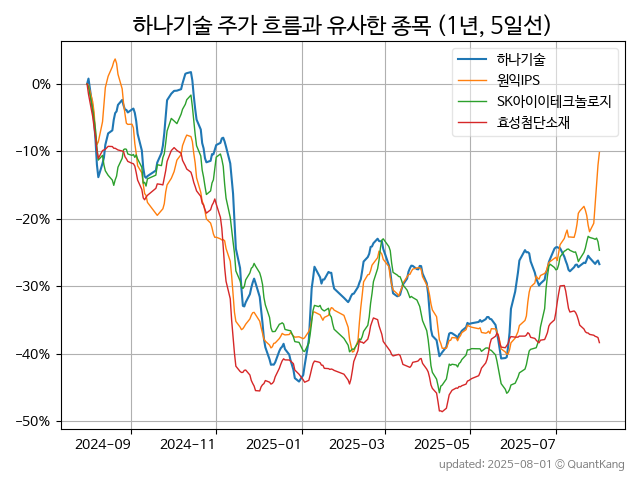 하나기술 주가 흐름과 유사한 종목 (1년, 5일선)
하나기술
원익IPS
SK아이이테크놀로지
효성첨단소재
0%
−10%
−20%
−30%
−40%
−50%
2024-09 2024-11 2025-01 2025-03 2025-05 2025-07
updated: 2025-08-01 © QuantKang